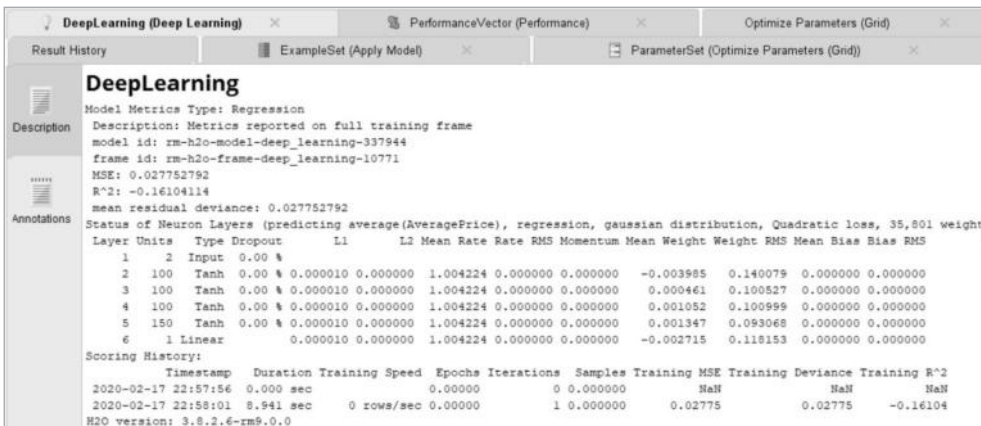 DeepLearning (Deep Learning) PerformanceVector (Performance) Optimize Parameters (Grid)
Result History ExampleSet (Apply Model) ParameterSet (Optimize Parameters (Grid))
Description
Annotations
DeepLearning
Model Metrics Type: Regression
Description: Metrics reported on full training frame
model id: rm-h2o-model-deep_learning-337944
frame id: rm-h2o-frame-deep_learning-10771
MSE: 0.027752792
R^2: -0.16104114
mean residual deviance: 0.027752792
Status of Neuron Layers (predicting average(AveragePrice), regression, gaussian distribution, Quadratic loss, 35,801 weight
Layer Units Type Dropout L1 L2 Mean Rate Rate RMS Momentum Mean Weight Weight RMS Mean Bias Bias RMS
1 2 Input 0.00 %
2 100 Tanh 0.00 % 0.000010 0.000000 1.004224 0.000000 0.000000 -0.003985 0.140079 0.000000 0.000000
3 100 Tanh 0.00 % 0.000010 0.000000 1.004224 0.000000 0.000000 0.000461 0.100527 0.000000 0.000000
4 100 Tanh 0.00 % 0.000010 0.000000 1.004224 0.000000 0.000000 0.001052 0.100999 0.000000 0.000000
5 150 Tanh 0.00 % 0.000010 0.000000 1.004224 0.000000 0.000000 0.001347 0.093068 0.000000 0.000000
6 1 Linear 0.000010 0.000000 1.004224 0.000000 0.000000 -0.002715 0.118153 0.000000 0.000000
Scoring History:
Timestamp Duration Training Speed Epochs Iterations Samples Training MSE Training Deviance Training R^2
2020-02-17 22:57:56 0.000 sec 0.00000 0 0.000000 NaN NaN NaN
2020-02-17 22:58:01 8.941 sec 0 rows/sec 0.00000 1 0.000000 0.02775 0.02775 -0.16104
H2O version: 3.8.2.6-rm9.0.0